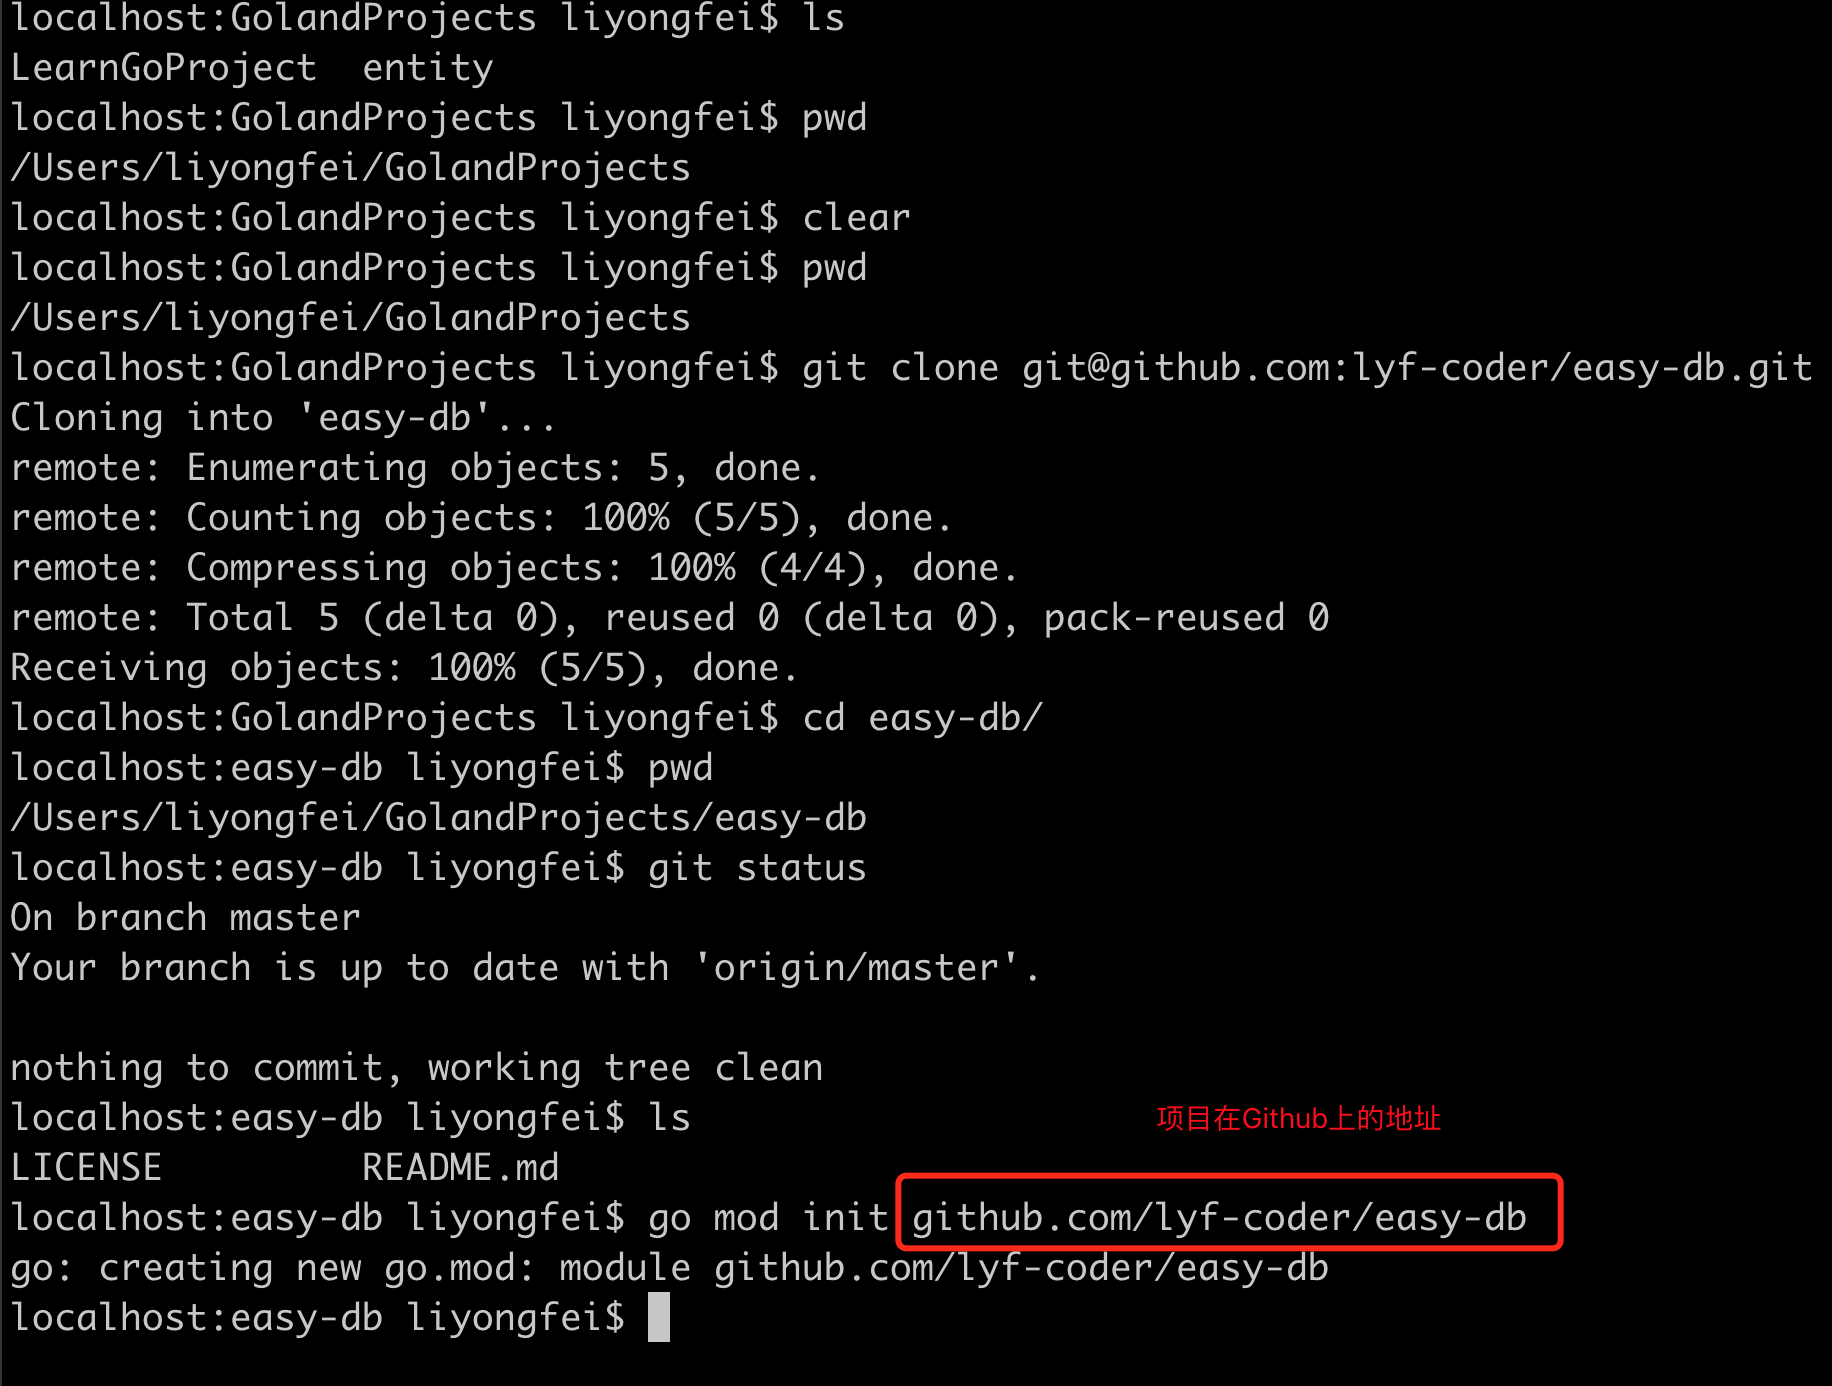 localhost:GolandProjects liyongfei$ ls
LearnGoProject  entity
localhost:GolandProjects liyongfei$ pwd
/Users/liyongfei/GolandProjects
localhost:GolandProjects liyongfei$ clear
localhost:GolandProjects liyongfei$ pwd
/Users/liyongfei/GolandProjects
localhost:GolandProjects liyongfei$ git clone git@github.com:lyf-coder/easy-db.git
Cloning into 'easy-db'...
remote: Enumerating objects: 5, done.
remote: Counting objects: 100% (5/5), done.
remote: Compressing objects: 100% (4/4), done.
remote: Total 5 (delta 0), reused 0 (delta 0), pack-reused 0
Receiving objects: 100% (5/5), done.
localhost:GolandProjects liyongfei$ cd easy-db/
localhost:easy-db liyongfei$ pwd
/Users/liyongfei/GolandProjects/easy-db
localhost:easy-db liyongfei$ git status
On branch master
Your branch is up to date with 'origin/master'.

nothing to commit, working tree clean
localhost:easy-db liyongfei$ ls
项目在Github上的地址
LICENSE         README.md
localhost:easy-db liyongfei$ go mod init github.com/lyf-coder/easy-db
go: creating new go.mod: module github.com/lyf-coder/easy-db
localhost:easy-db liyongfei$